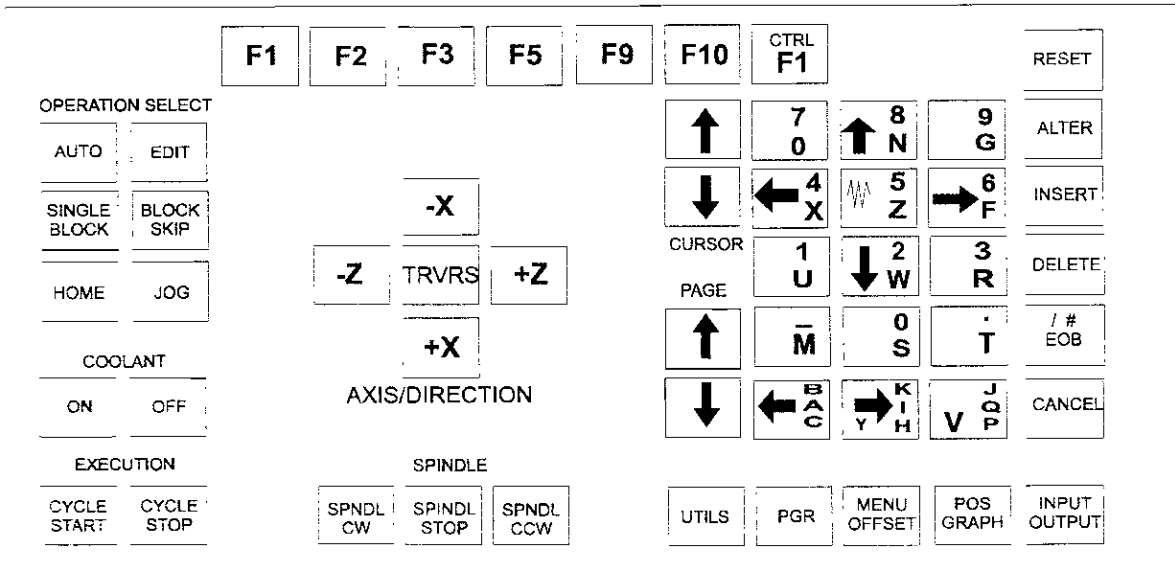 F1 F2 F3 F5 F9 F10 CTRL F1 RESET
OPERATION SELECT
AUTO EDIT
SINGLE BLOCK BLOCK SKIP
HOME JOG
COOLANT
ON OFF
EXECUTION
CYCLE START CYCLE STOP
-X
-Z TRVRS +Z
+X
AXIS/DIRECTION
SPINDLE
SPNDL CW SPINDL STOP SPNDL CCW
7 8 9 ALTER
0 N G
4 5 6 INSERT
X Z F
CURSOR
1 2 3 DELETE
U W R
PAGE
_ 0 . / #
M S T EOB
B K J
A I Q CANCEL
C Y H V P
UTILS PGR MENU OFFSET POS GRAPH INPUT OUTPUT